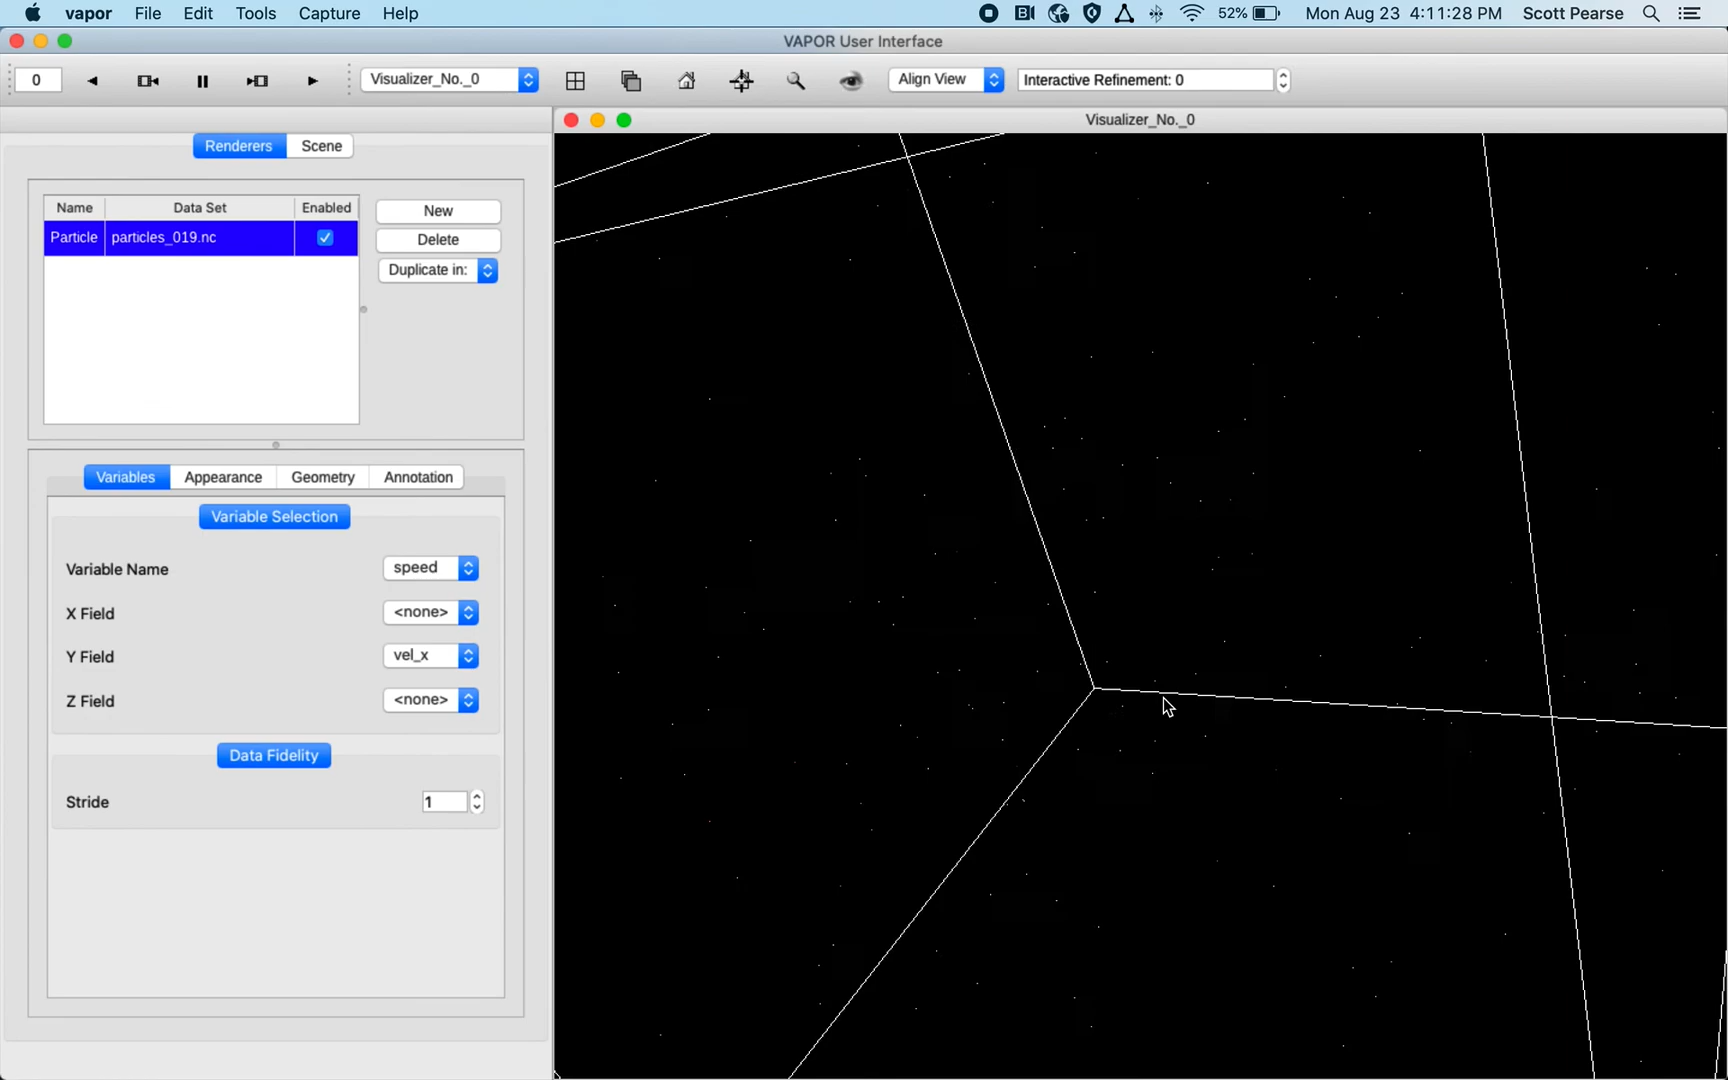 vapor File Edit Tools Capture Help 52% Mon Aug 23 4:11:28 PM Scott Pearse
VAPOR User Interface
0 Visualizer_No._0 Align View Interactive Refinement: 0
Visualizer_No._0
Renderers Scene
Name Data Set Enabled
Particle particles_019.nc
New
Delete
Duplicate in:
Variables Appearance Geometry Annotation
Variable Selection
Variable Name speed
X Field <none>
Y Field vel_x
Z Field <none>
Data Fidelity
Stride 1